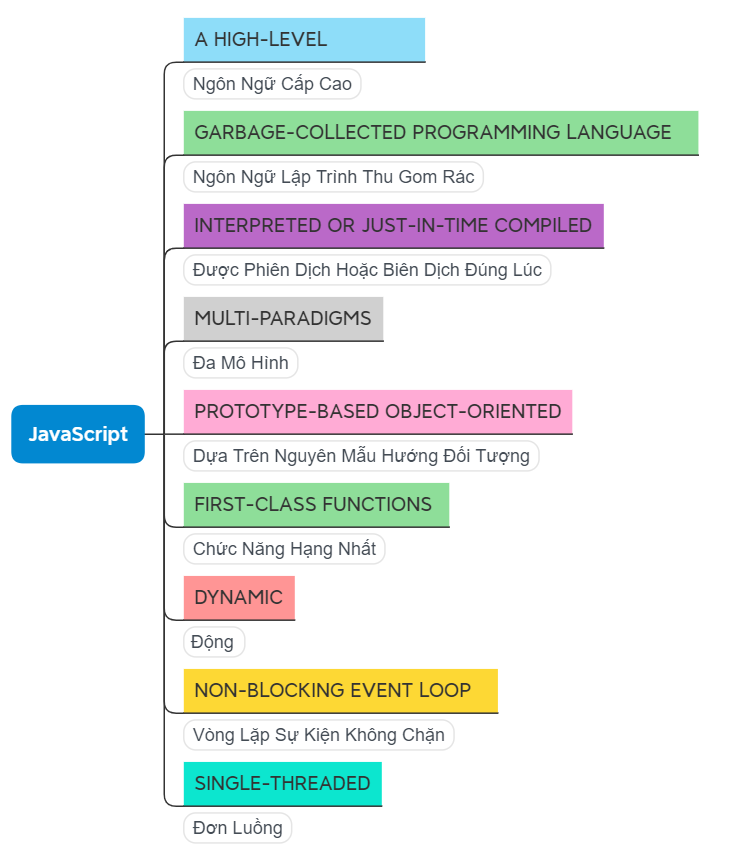 A HIGH-LEVEL
Ngôn Ngữ Cấp Cao
GARBAGE-COLLECTED PROGRAMMING LANGUAGE
Ngôn Ngữ Lập Trình Thu Gom Rác
INTERPRETED OR JUST-IN-TIME COMPILED
Được Phiên Dịch Hoặc Biên Dịch Đúng Lúc
MULTI-PARADIGMS
Đa Mô Hình
PROTOTYPE-BASED OBJECT-ORIENTED
JavaScript
Dựa Trên Nguyên Mẫu Hướng Đối Tượng
FIRST-CLASS FUNCTIONS
Chức Năng Hạng Nhất
DYNAMIC
Động
NON-BLOCKING EVENT LOOP
Vòng Lặp Sự Kiện Không Chặn
SINGLE-THREADED
Đơn Luồng